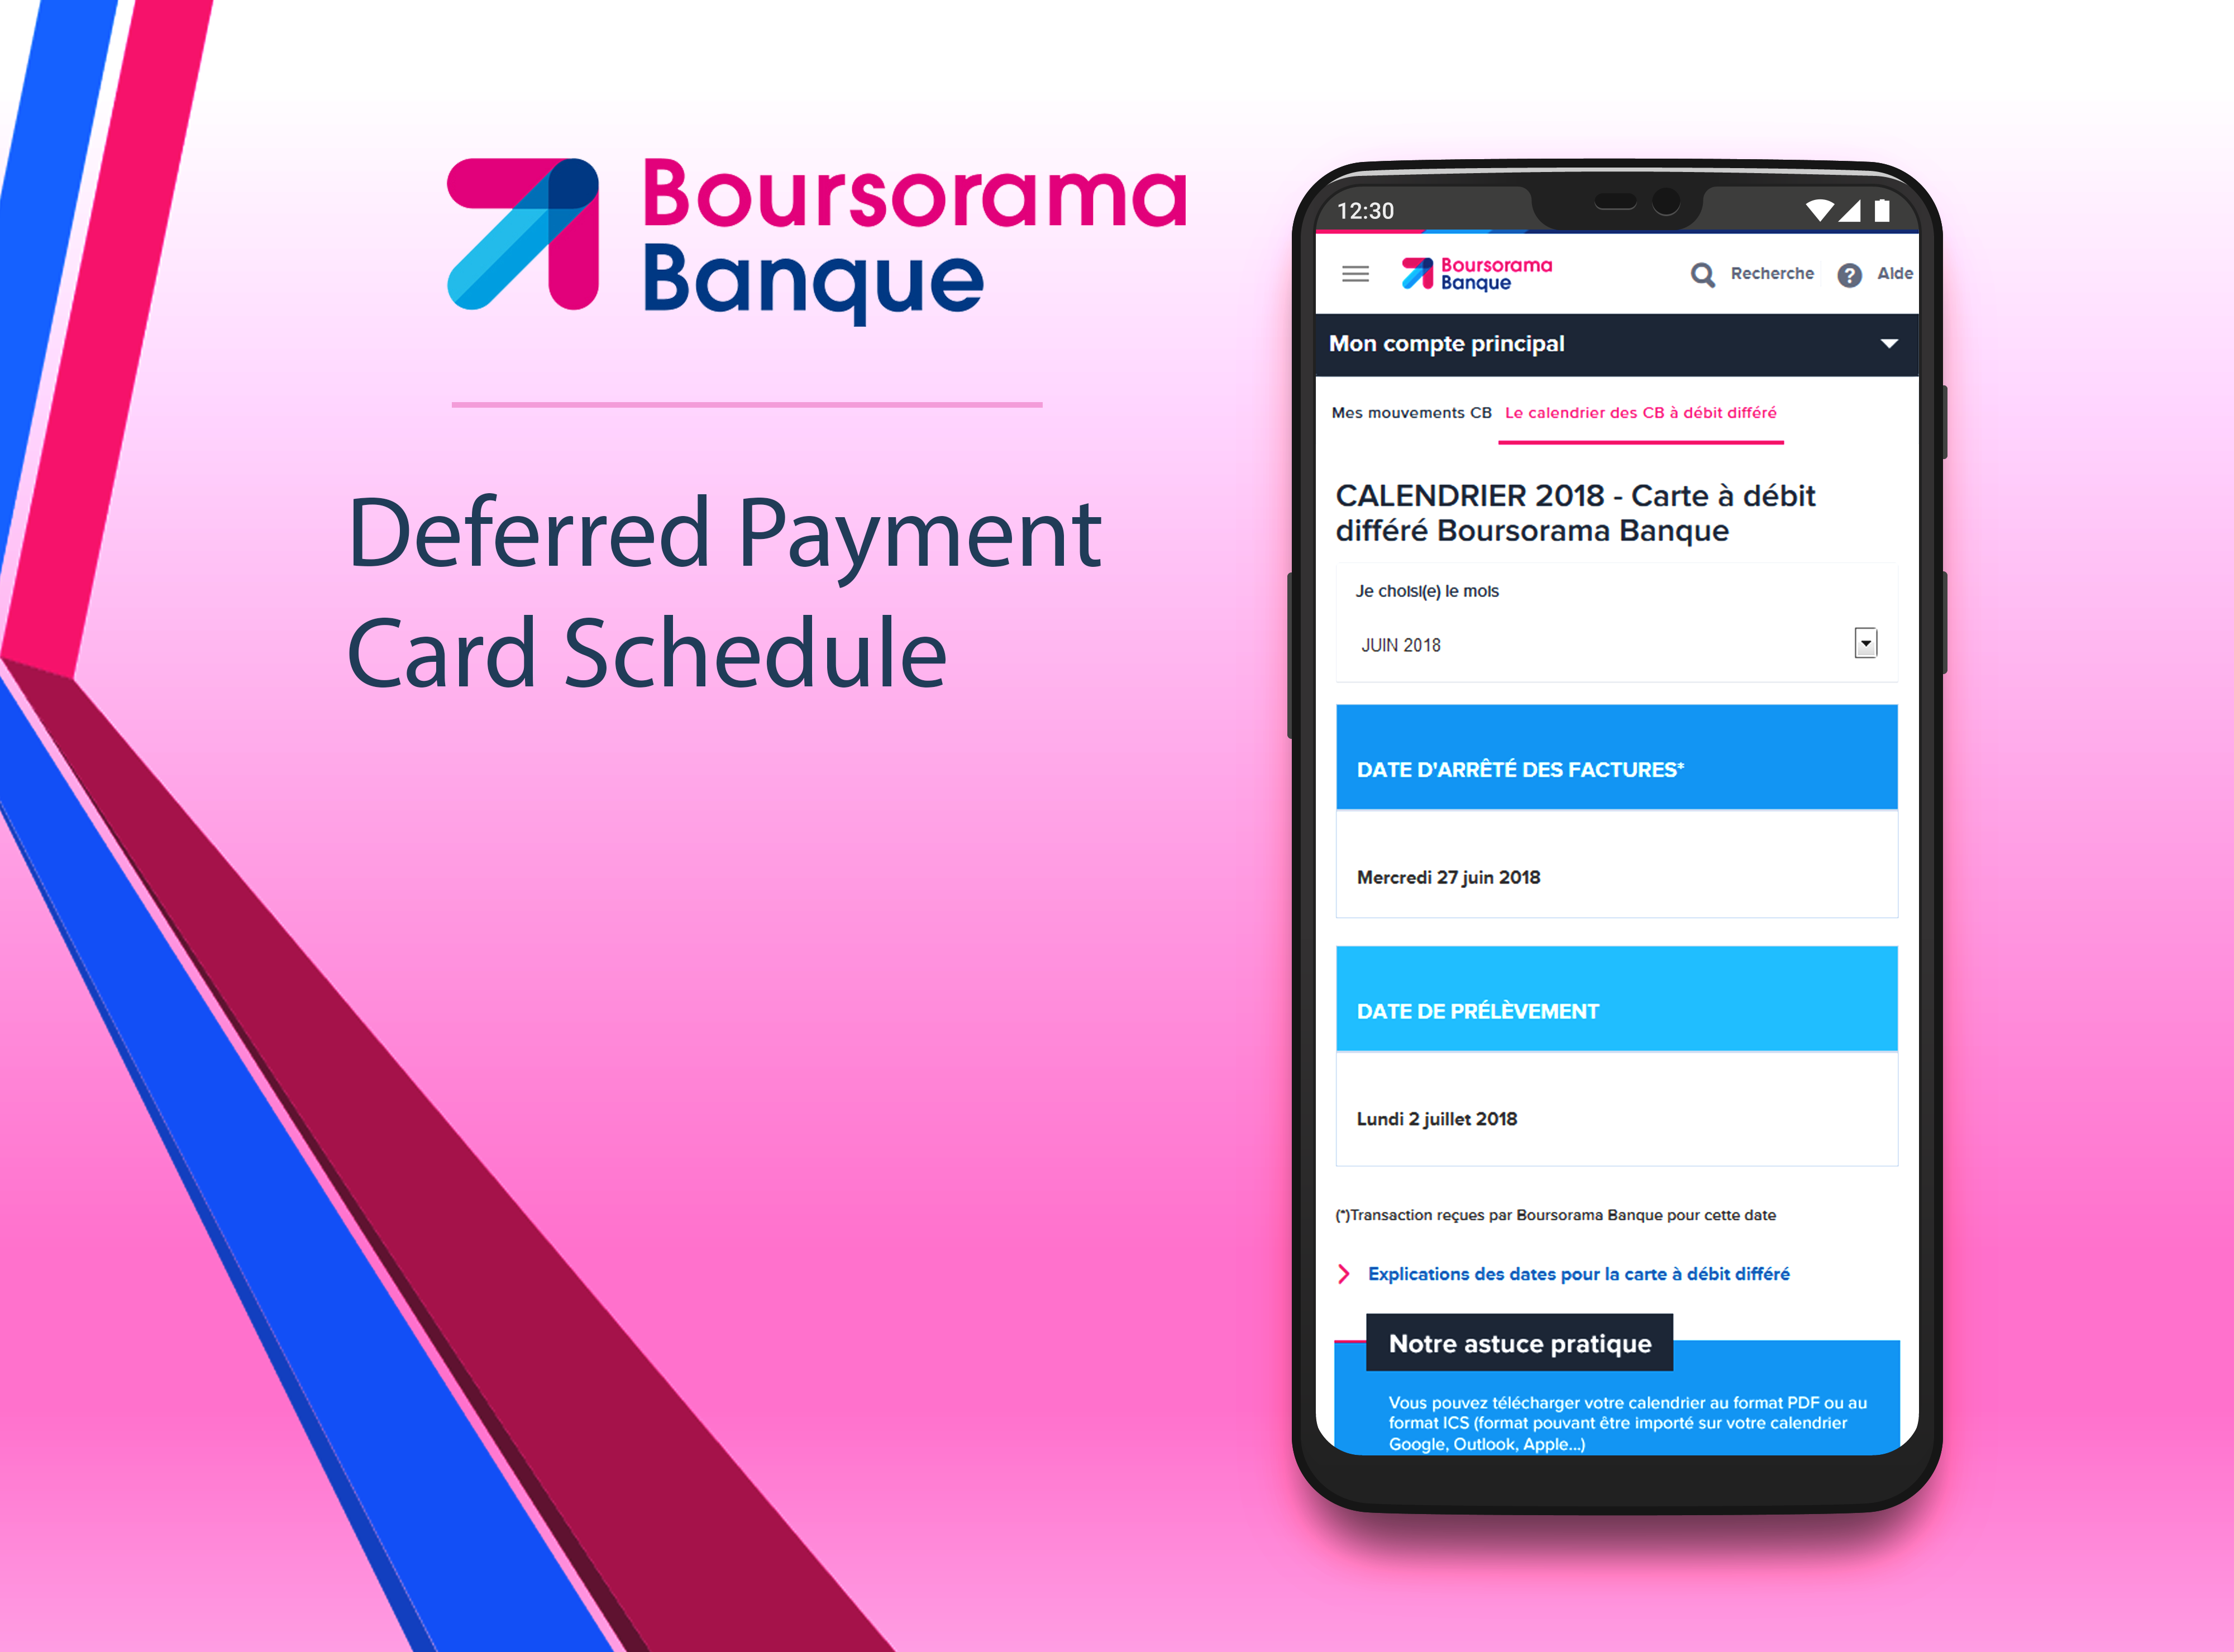 Boursorama
Banque
Deferred Payment
Card Schedule
12:30
Boursorama
Banque
Recherche
? Aide
Mon compte principal
Mes mouvements CB Le calendrier des CB à débit différé
CALENDRIER 2018 - Carte à débit
différé Boursorama Banque
Je choisi(e) le mois
JUIN 2018
DATE D'ARRÊTÉ DES FACTURES*
Mercredi 27 juin 2018
DATE DE PRÉLÈVEMENT
Lundi 2 juillet 2018
(*)Transaction reçues par Boursorama Banque pour cette date
Explications des dates pour la carte à débit différé
Notre astuce pratique
Vous pouvez télécharger votre calendrier au format PDF ou au
format ICS (format pouvant être importé sur votre calendrier
Google, Outlook, Apple...)